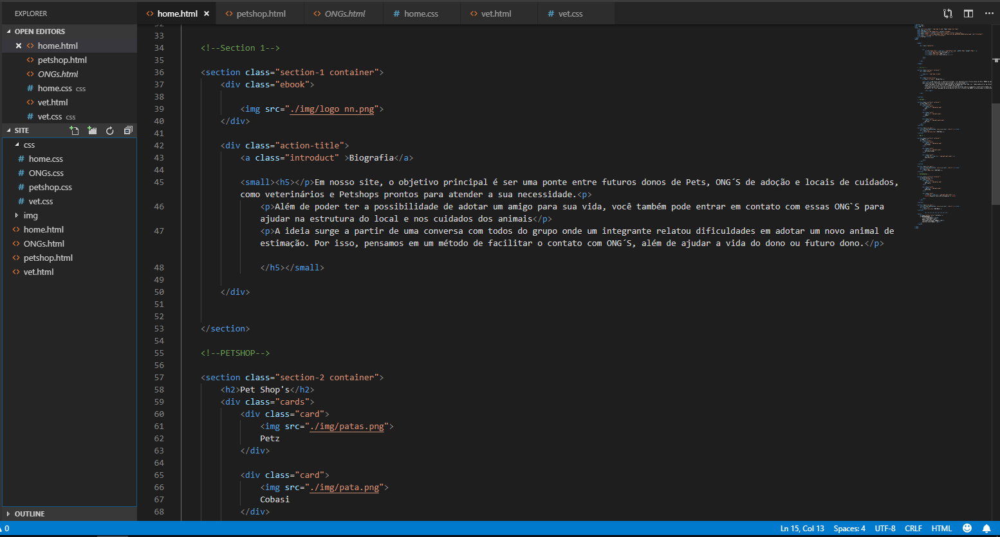 EXPLORER
OPEN EDITORS
home.html
petshop.html
ONGs.html
home.css css
vet.html
vet.css css
SITE
css
home.css
ONGs.css
petshop.css
vet.css
img
home.html
ONGs.html
petshop.html
vet.html
OUTLINE
home.html petshop.html ONGs.html home.css vet.html vet.css
33
34 <!--Section 1-->
35
36 <section class="section-1 container">
37 <div class="ebook">
38
39 <img src="./img/logo nn.png">
40 </div>
41
42 <div class="action-title">
43 <a class="introduct" >Biografia</a>
44
45 <small><h5></p>Em nosso site, o objetivo principal é ser uma ponte entre futuros donos de Pets, ONG´S de adoção e locais de cuidados,
como veterinários e Petshops prontos para atender a sua necessidade.<p>
46 <p>Além de poder ter a possibilidade de adotar um amigo para sua vida, você também pode entrar em contato com essas ONG`S para
ajudar na estrutura do local e nos cuidados dos animais</p>
47 <p>A ideia surge a partir de uma conversa com todos do grupo onde um integrante relatou dificuldades em adotar um novo animal de
estimação. Por isso, pensamos em um método de facilitar o contato com ONG´S, além de ajudar a vida do dono ou futuro dono.</p>
48 </h5></small>
49
50 </div>
51
52
53 </section>
54
55 <!--PETSHOP-->
56
57 <section class="section-2 container">
58 <h2>Pet Shop's</h2>
59 <div class="cards">
60 <div class="card">
61 <img src="./img/patas.png">
62 Petz
63 </div>
64
65 <div class="card">
66 <img src="./img/pata.png">
67 Cobasi
68 </div>
0 Ln 15, Col 13 Spaces: 4 UTF-8 CRLF HTML